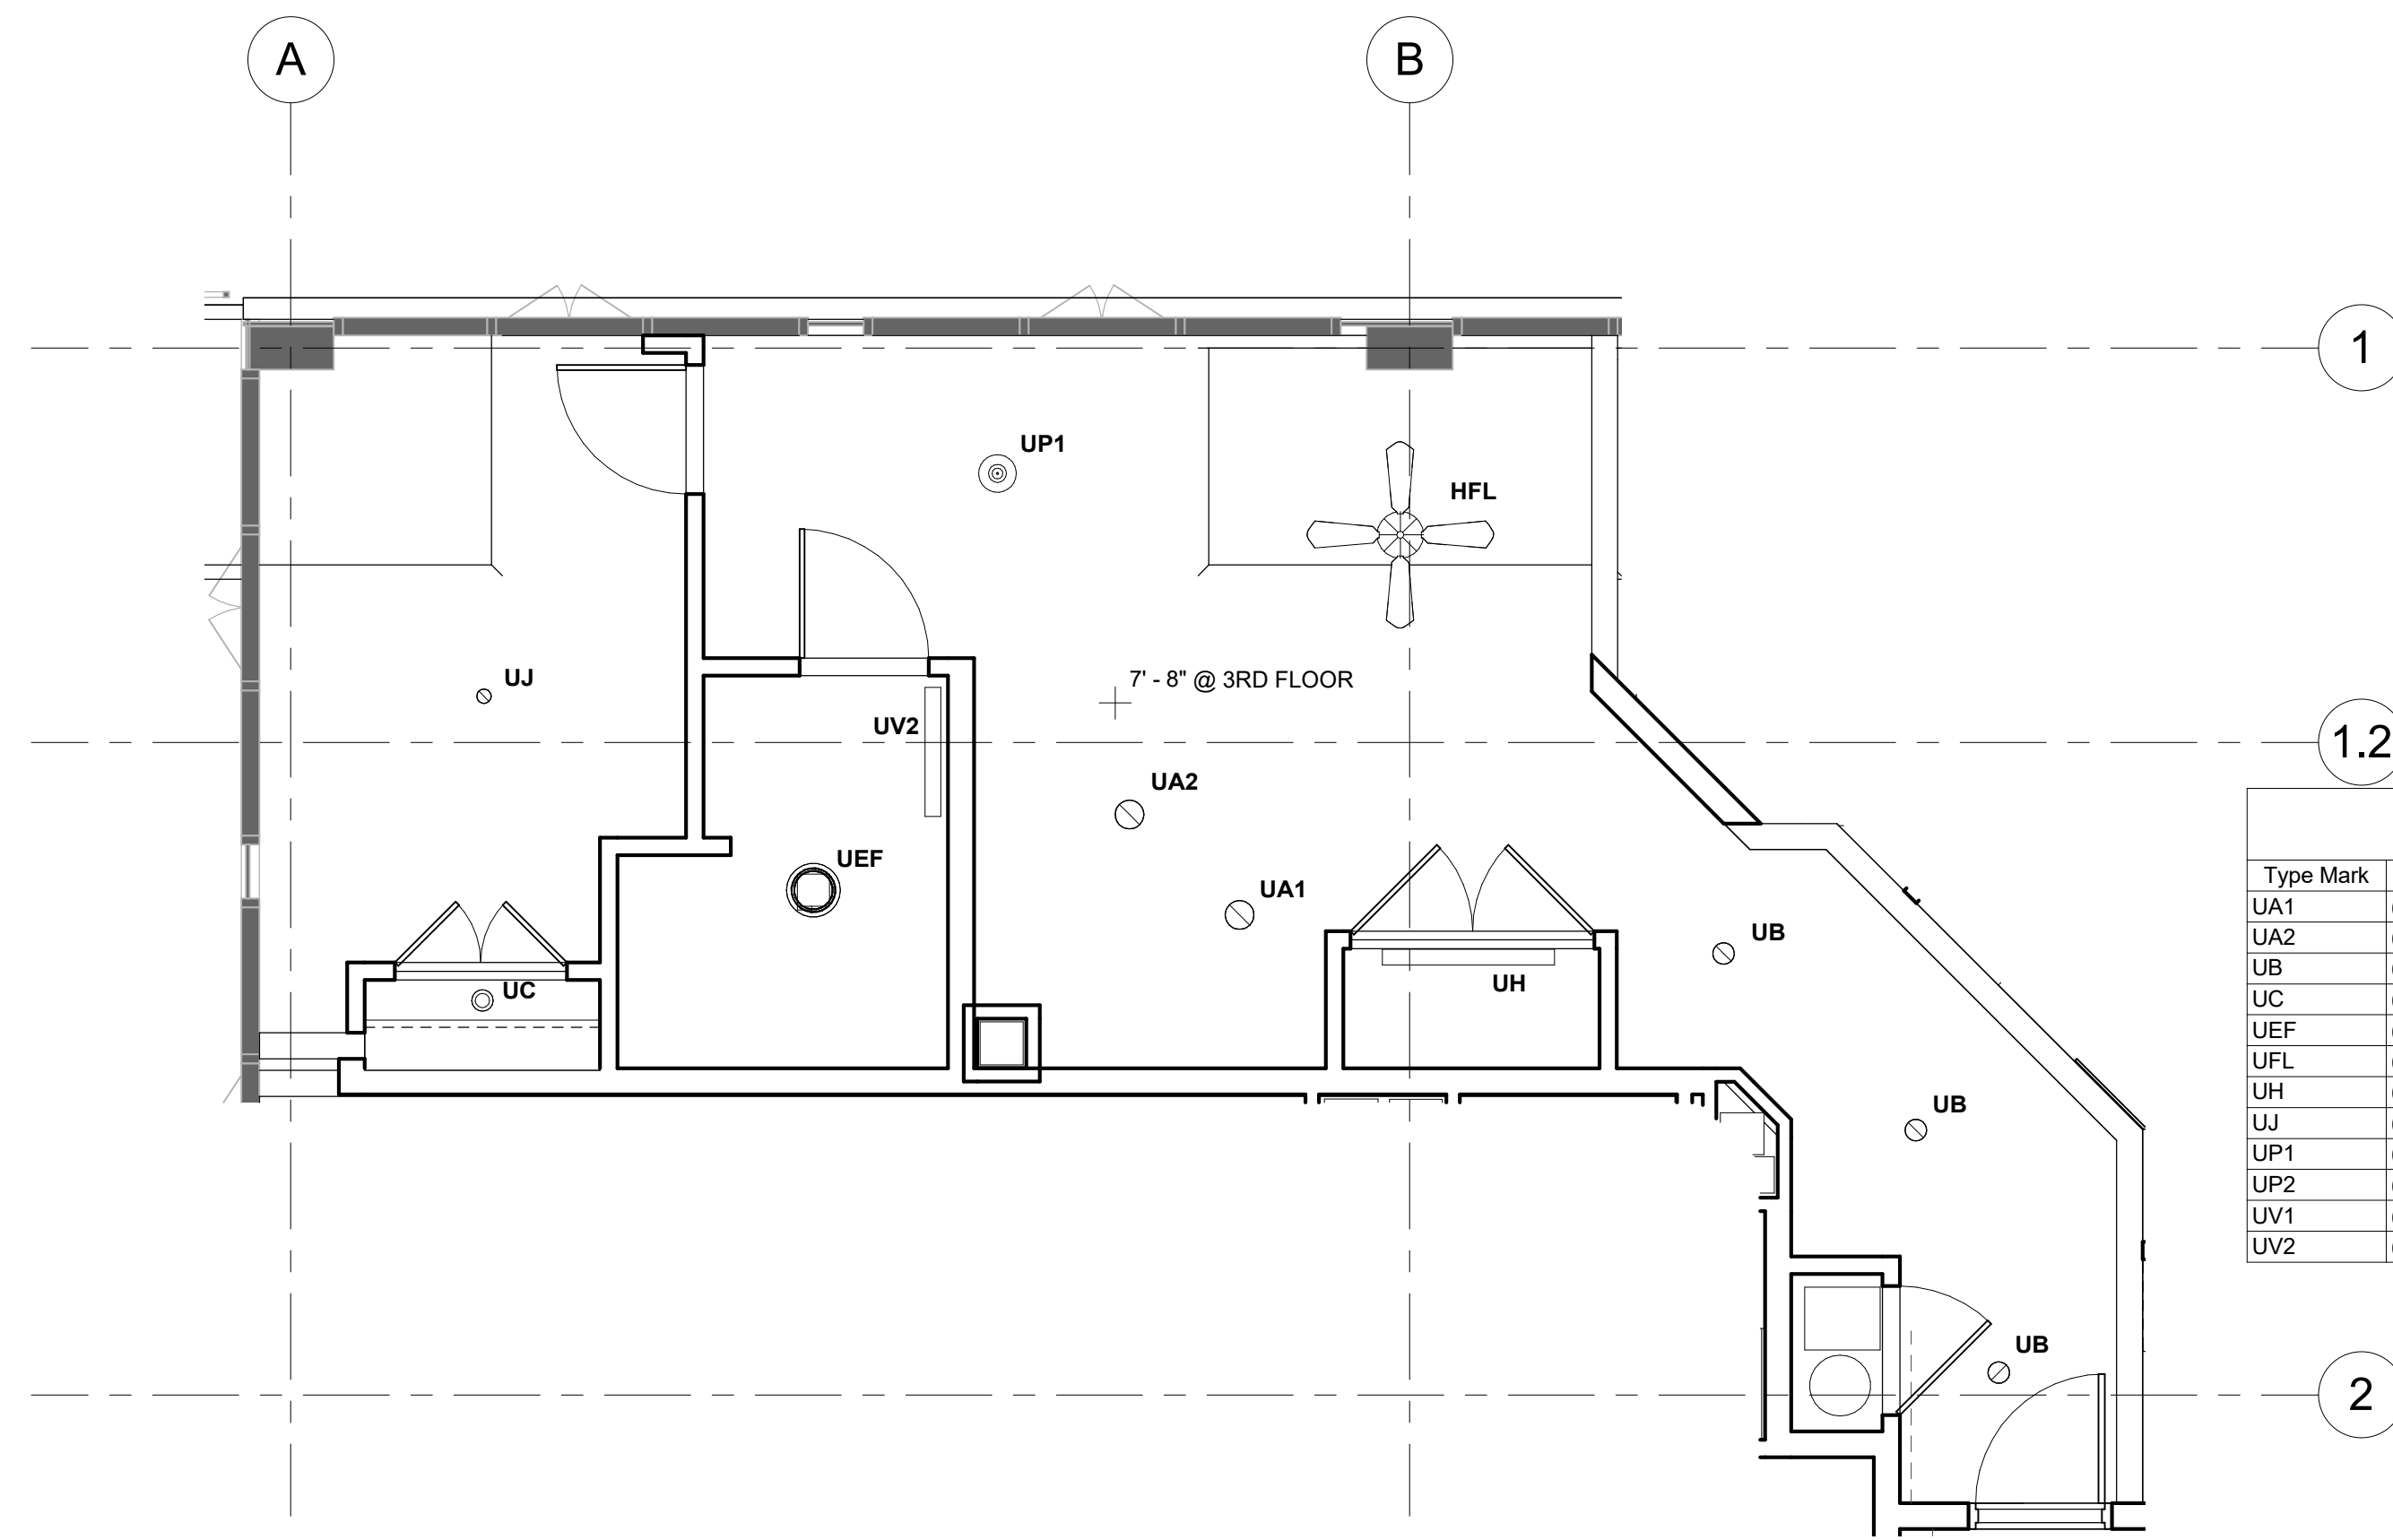 A
B
1
UP1
HFL
UJ
7' - 8" @ 3RD FLOOR
UV2
1.2
UA2
UEF
UA1
UB
UC
UH
UB
UB
2
Type Mark
UA1
UA2
UB
UC
UEF
UFL
UH
UJ
UP1
UP2
UV1
UV2